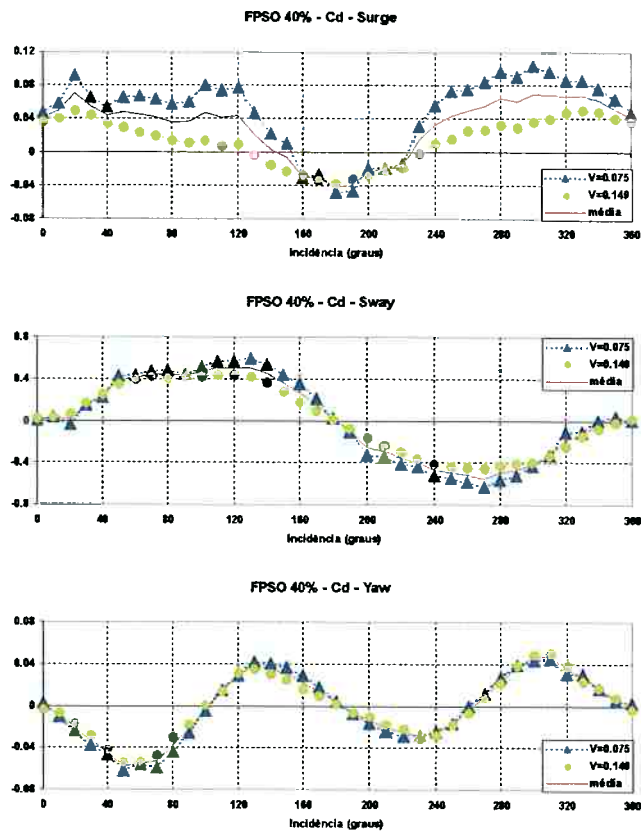 FPSO 40% - Cd - Surge
0.12
0.08
0.04
0
-0.04
-0.08
0 40 80 120 160 200 240 280 320 360
Incidência (graus)
V=0.075
V=0.149
média
FPSO 40% - Cd - Sway
0.8
0.4
0
-0.4
-0.8
0 40 80 120 160 200 240 280 320 360
Incidência (graus)
V=0.075
V=0.149
média
FPSO 40% - Cd - Yaw
0.08
0.04
0
-0.04
-0.08
0 40 80 120 160 200 240 280 320 360
Incidência (graus)
V=0.075
V=0.149
média